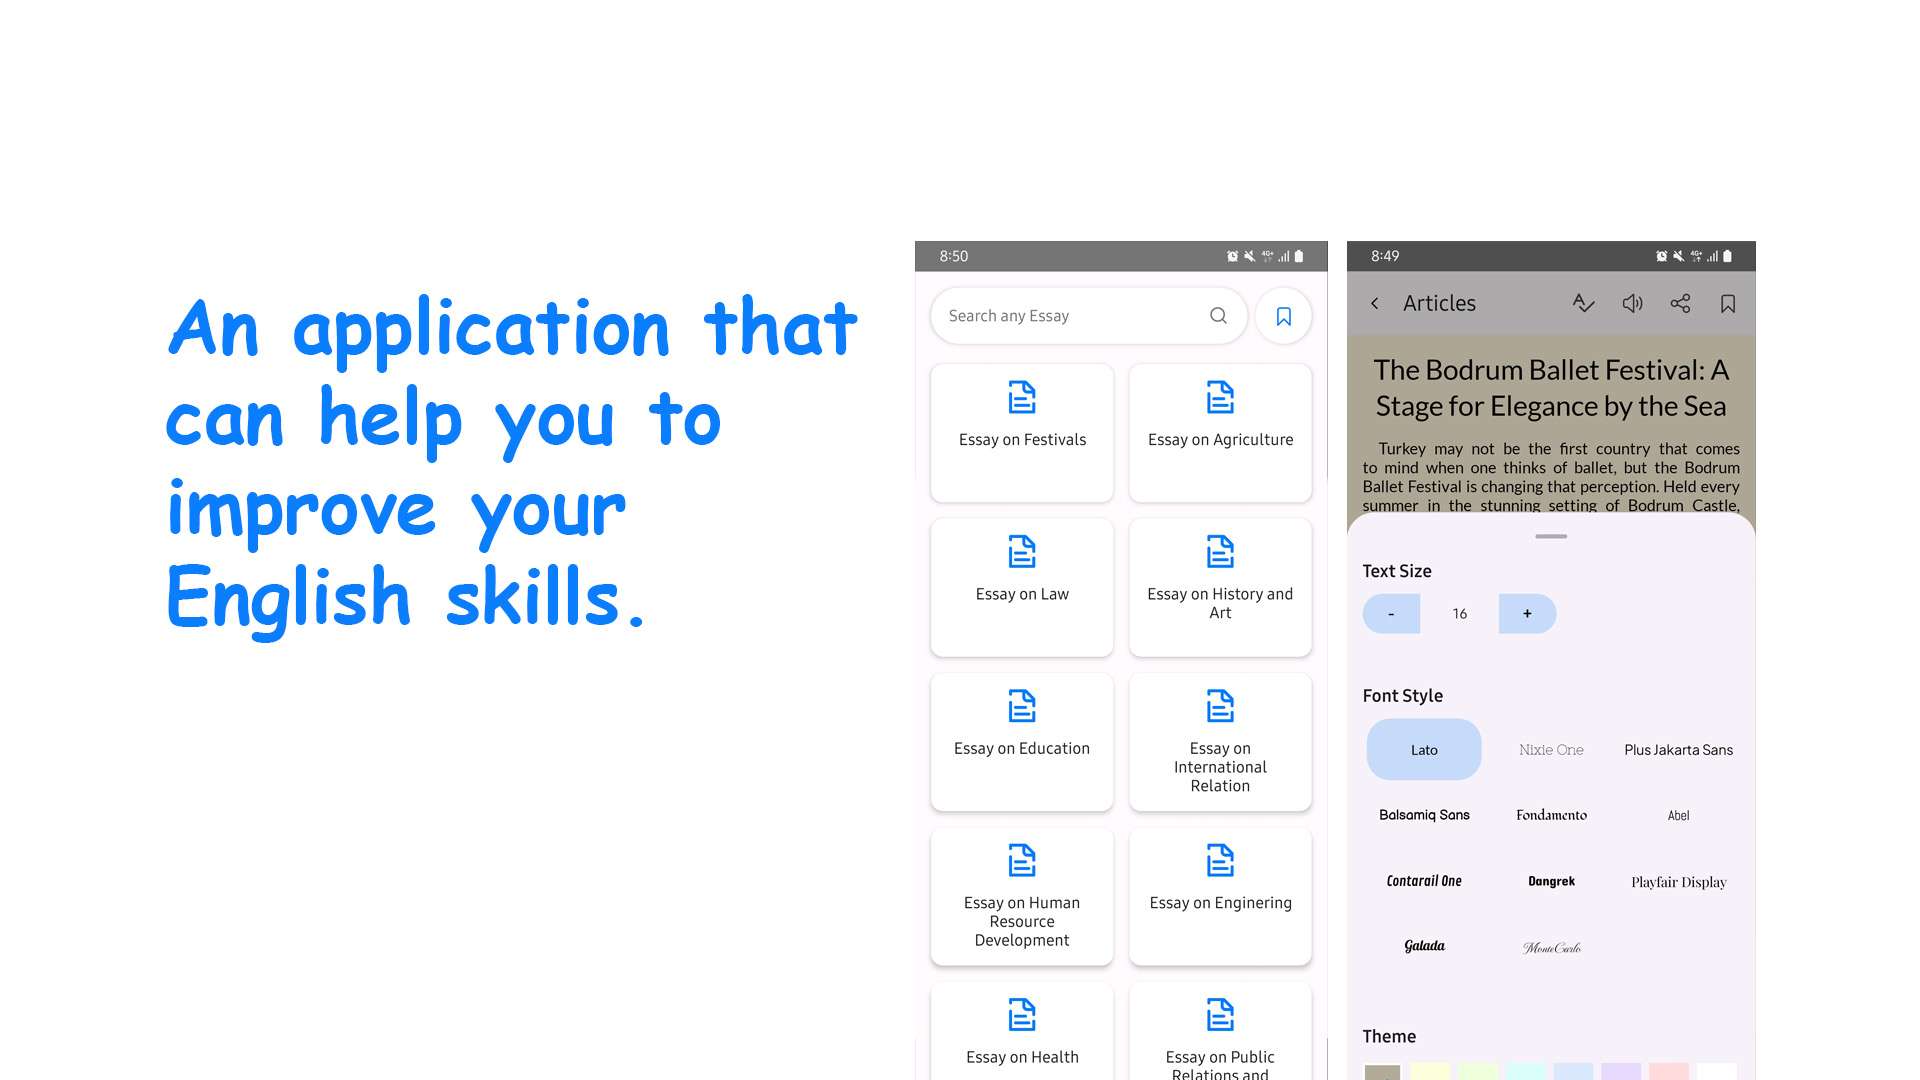 An application that
can help you to
improve your
English skills.
8:50
4G+
Search any Essay
Essay on Festivals
Essay on Agriculture
Essay on Law
Essay on History and
Art
Essay on Education
Essay on
International
Relation
Essay on Human
Resource
Development
Essay on Enginering
Essay on Health
Essay on Public
Relations and
8:49
4G+
Articles
The Bodrum Ballet Festival: A
Stage for Elegance by the Sea
Turkey may not be the first country that comes
to mind when one thinks of ballet, but the Bodrum
Ballet Festival is changing that perception. Held every
summer in the stunning setting of Bodrum Castle,
Text Size
- 16 +
Font Style
Lato
Nixie One
Plus Jakarta Sans
Balsamiq Sans
Fondamento
Abel
Contarail One
Dangrek
Playfair Display
Galada
MonteCarlo
Theme